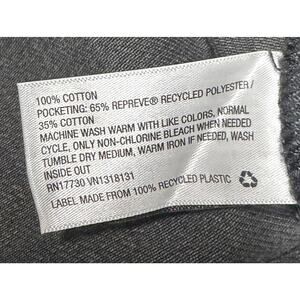 100% COTTON
POCKETING: 65% REPREVE® RECYCLED POLYESTER /
35% COTTON
MACHINE WASH WARM WITH LIKE COLORS, NORMAL
CYCLE, ONLY NON-CHLORINE BLEACH WHEN NEEDED
TUMBLE DRY MEDIUM, WARM IRON IF NEEDED, WASH
INSIDE OUT
RN17730 VN1318131
LABEL MADE FROM 100% RECYCLED PLASTIC